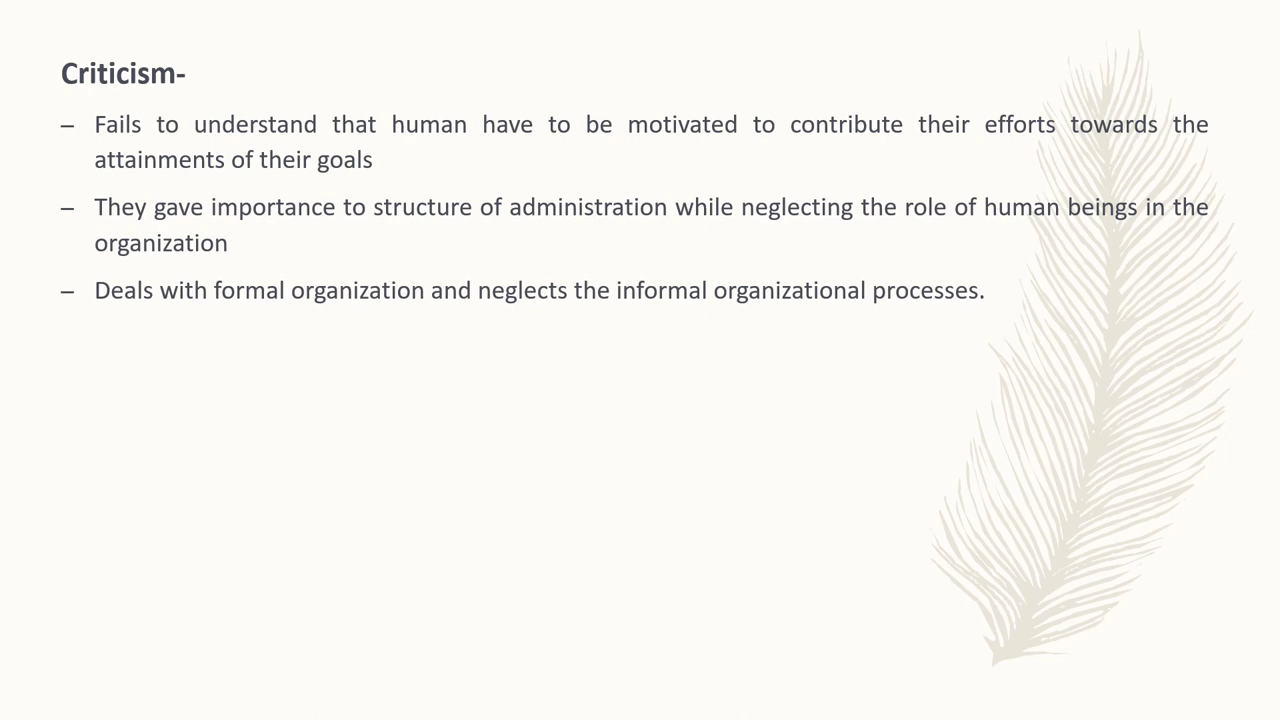 Criticism-
– Fails to understand that human have to be motivated to contribute their efforts towards the
attainments of their goals
– They gave importance to structure of administration while neglecting the role of human beings in the
organization
– Deals with formal organization and neglects the informal organizational processes.